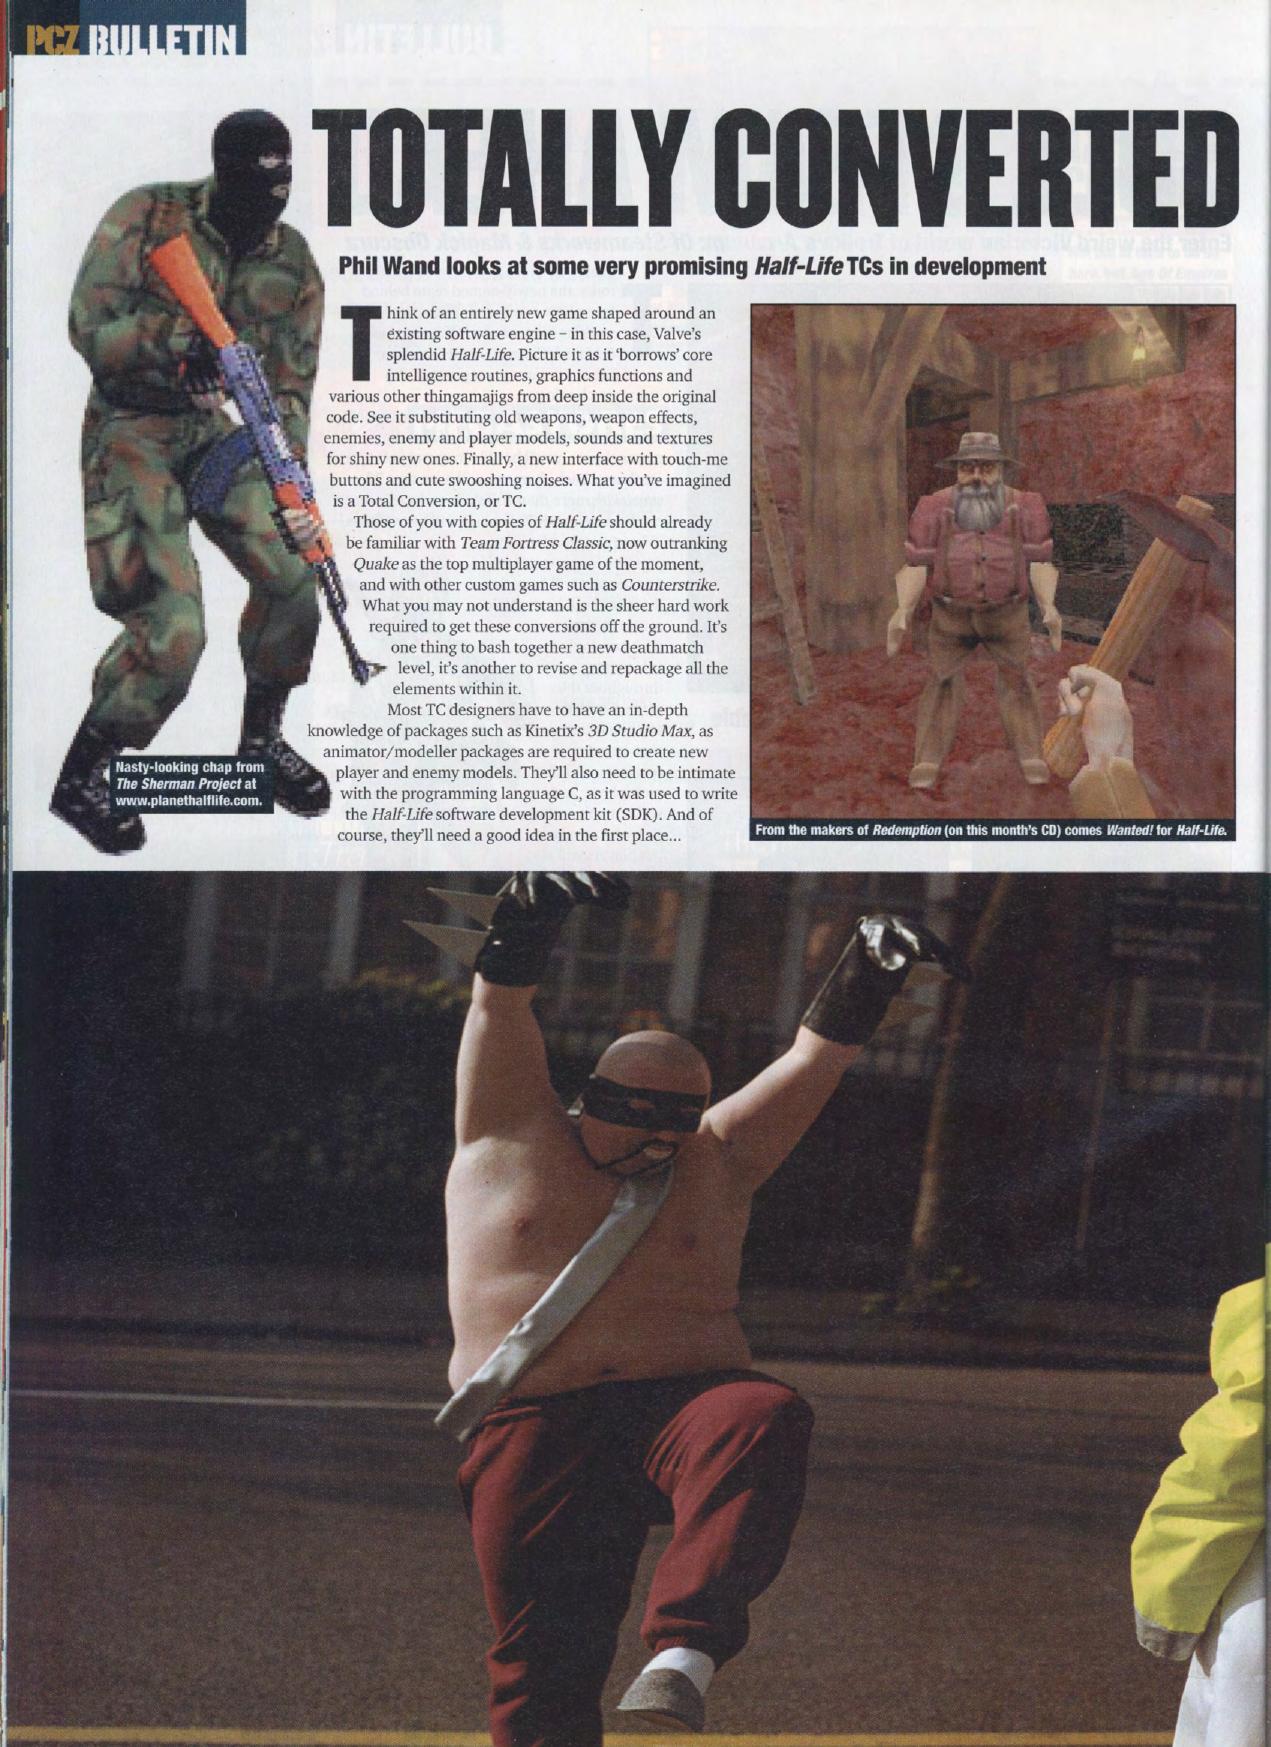 PCZ BULLETIN
TOTALLY CONVERTED
Phil Wand looks at some very promising Half-Life TCs in development
Think of an entirely new game shaped around an
existing software engine – in this case, Valve's
splendid Half-Life. Picture it as it 'borrows' core
intelligence routines, graphics functions and
various other thingamajigs from deep inside the original
code. See it substituting old weapons, weapon effects,
enemies, enemy and player models, sounds and textures
for shiny new ones. Finally, a new interface with touch-me
buttons and cute swooshing noises. What you've imagined
is a Total Conversion, or TC.
Those of you with copies of Half-Life should already
be familiar with Team Fortress Classic, now outranking
Quake as the top multiplayer game of the moment,
and with other custom games such as Counterstrike.
What you may not understand is the sheer hard work
required to get these conversions off the ground. It's
one thing to bash together a new deathmatch
level, it's another to revise and repackage all the
elements within it.
Most TC designers have to have an in-depth
knowledge of packages such as Kinetix's 3D Studio Max, as
animator/modeller packages are required to create new
player and enemy models. They'll also need to be intimate
with the programming language C, as it was used to write
the Half-Life software development kit (SDK). And of
course, they'll need a good idea in the first place...
Nasty-looking chap from
The Sherman Project at
www.planethalflife.com.
From the makers of Redemption (on this month's CD) comes Wanted! for Half-Life.